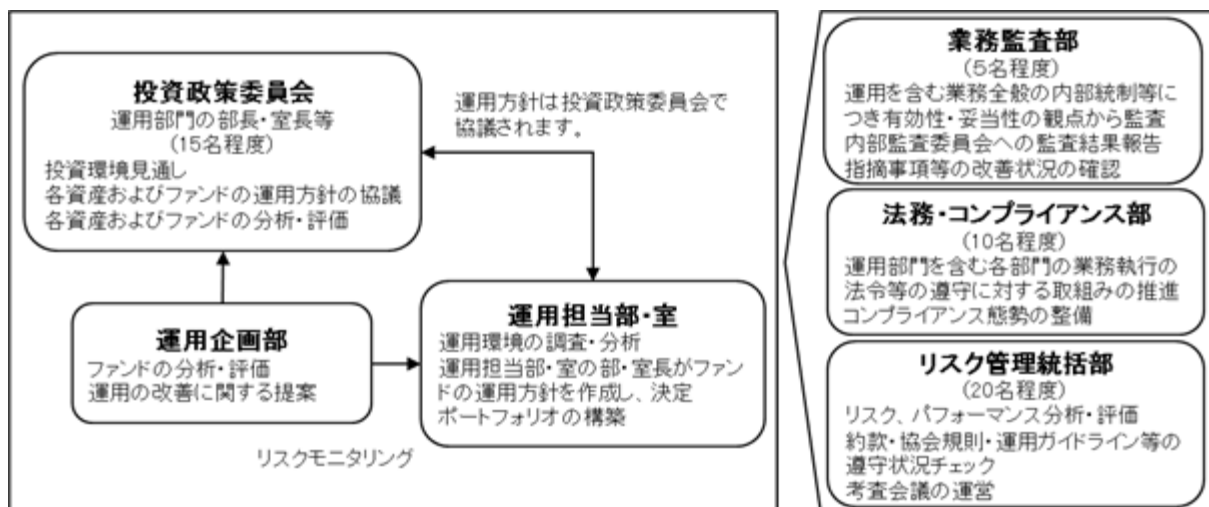 投資政策委員会
運用部門の部長・室長等
(15名程度)
投資環境見通し
各資産およびファンドの運用方針の協議
各資産およびファンドの分析・評価
運用方針は投資政策委員会で
協議されます。
運用企画部
ファンドの分析・評価
運用の改善に関する提案
運用担当部・室
運用環境の調査・分析
運用担当部・室の部・室長がファン
ドの運用方針を作成し、決定
ポートフォリオの構築
リスクモニタリング
業務監査部
(5名程度)
運用を含む業務全般の内部統制等に
つき有効性・妥当性の観点から監査
内部監査委員会への監査結果報告
指摘事項等の改善状況の確認
法務・コンプライアンス部
(10名程度)
運用部門を含む各部門の業務執行の
法令等の遵守に対する取組みの推進
コンプライアンス態勢の整備
リスク管理統括部
(20名程度)
リスク、パフォーマンス分析・評価
約款・協会規則・運用ガイドライン等の
遵守状況チェック
考査会議の運営